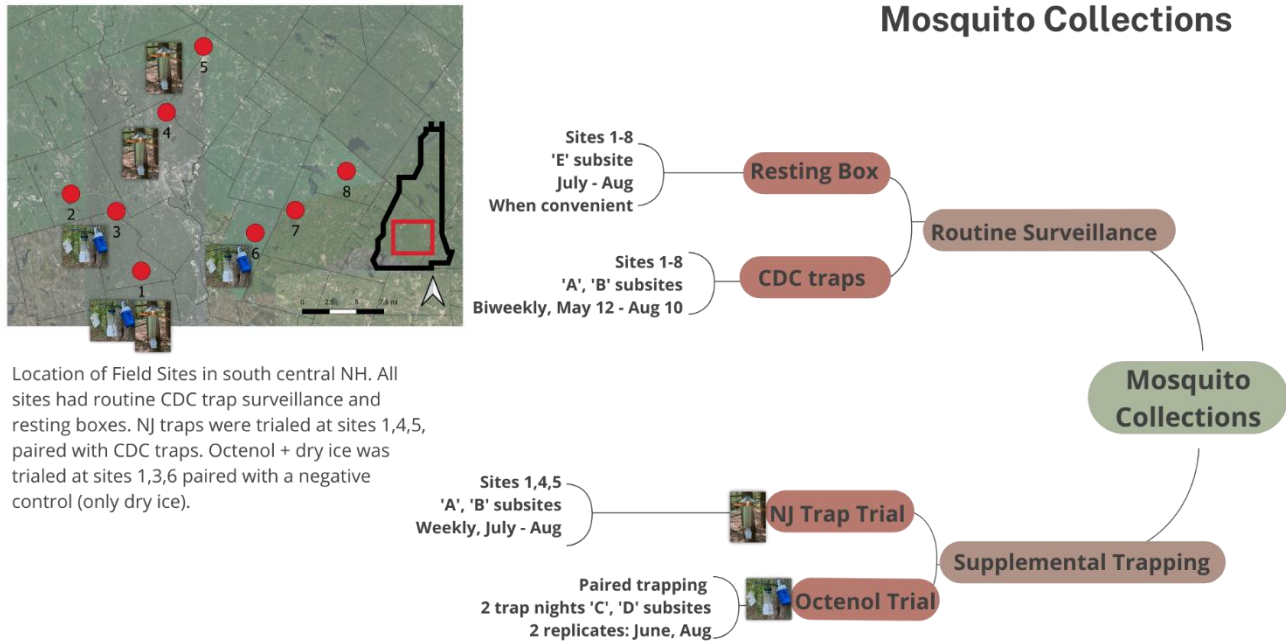 Mosquito Collections
5
4
8
2
3
7
6
1
0 2.5 5 7.5 mi
Location of Field Sites in south central NH. All
sites had routine CDC trap surveillance and
resting boxes. NJ traps were trialed at sites 1,4,5,
paired with CDC traps. Octenol + dry ice was
trialed at sites 1,3,6 paired with a negative
control (only dry ice).
Sites 1-8
'E' subsite
July - Aug
When convenient
Resting Box
Sites 1-8
'A', 'B' subsites
Biweekly, May 12 - Aug 10
CDC traps
Routine Surveillance
Mosquito
Collections
Sites 1,4,5
'A', 'B' subsites
Weekly, July - Aug
NJ Trap Trial
Paired trapping
2 trap nights 'C', 'D' subsites
2 replicates: June, Aug
Octenol Trial
Supplemental Trapping